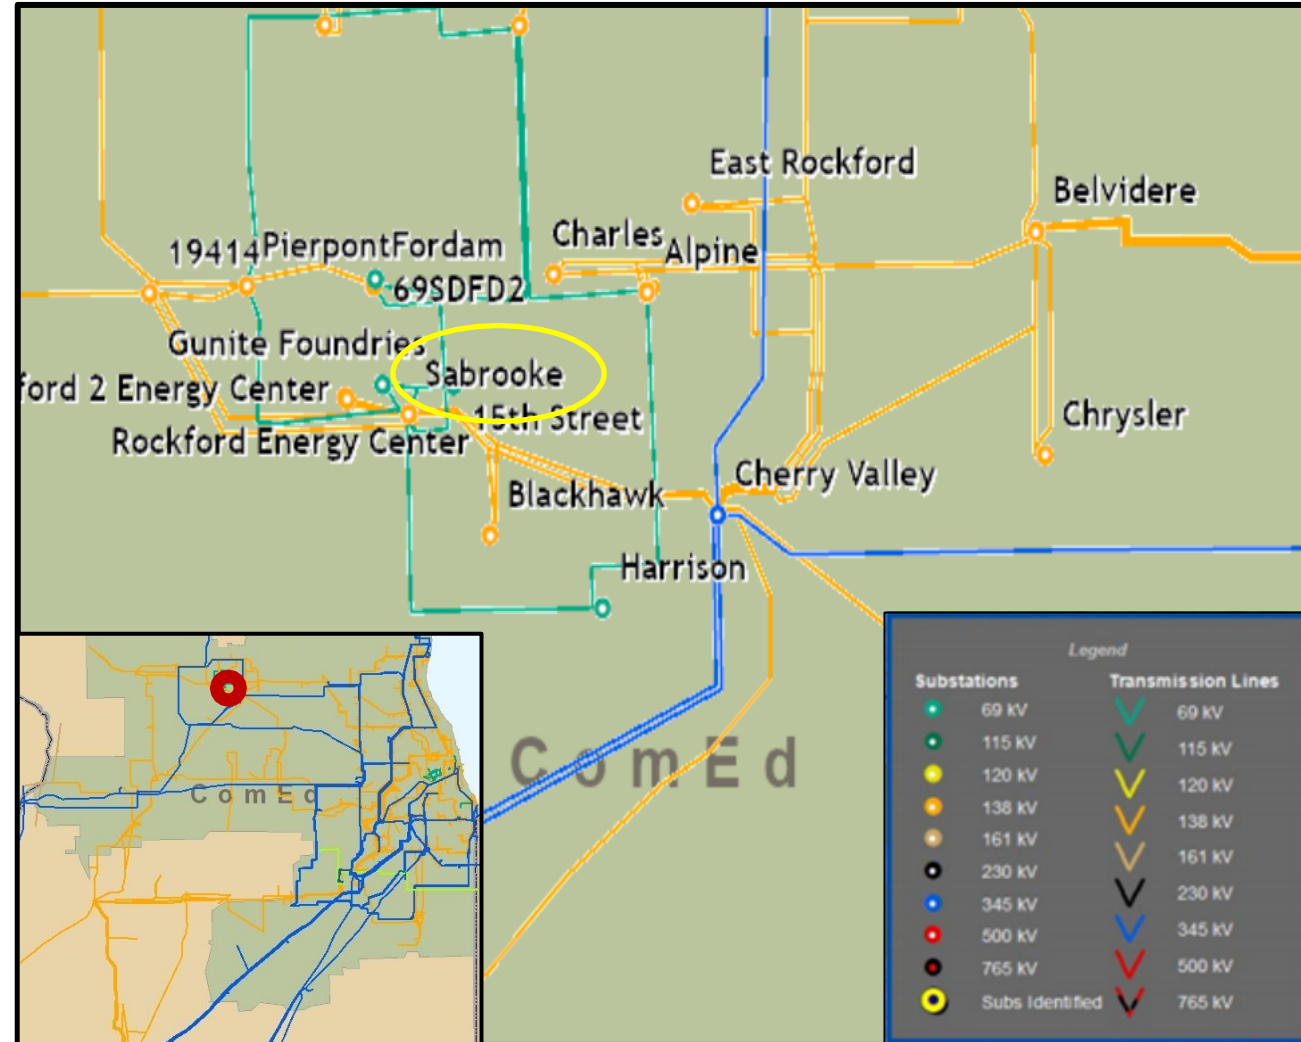 East Rockford
Belvidere
Charles
Alpine
19414
Pierpont
Fordam
69SDFD2
Gunite Foundries
Sabrooke
ford 2 Energy Center
15th Street
Rockford Energy Center
Chrysler
Cherry Valley
Blackhawk
Harrison
ComEd
ComEd
Legend
Substations
Transmission Lines
69 kV
69 kV
115 kV
115 kV
120 kV
120 kV
138 kV
138 kV
161 kV
161 kV
230 kV
230 kV
345 kV
345 kV
500 kV
500 kV
765 kV
765 kV
Subs Identified